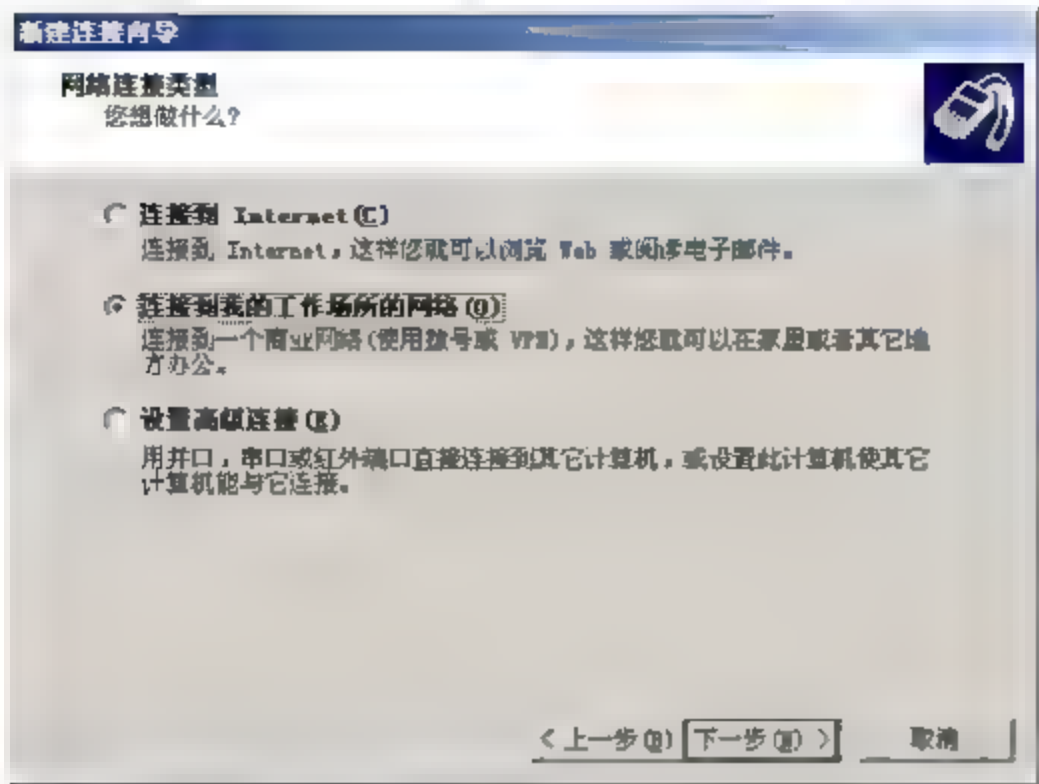 新建连接向导
网络连接类型
您想做什么?
连接到 Internet(C)
连接到 Internet，这样您就可以浏览 Web 或阅读电子邮件。
连接到我的工作场所的网络(O)
连接到一个商业网络(使用拨号或 VPN)，这样您就可以在家里或者其它地
方办公。
设置高级连接(E)
用并口，串口或红外端口直接连接到其它计算机，或设置此计算机使其它
计算机能与它连接。
< 上一步(B) 下一步(N) > 取消